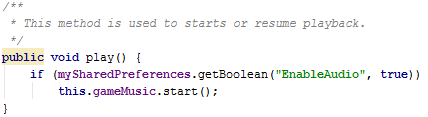 /**
 * This method is used to starts or resume playback.
 */
public void play() {
    if (mySharedPreferences.getBoolean("EnableAudio", true))
        this.gameMusic.start();
}